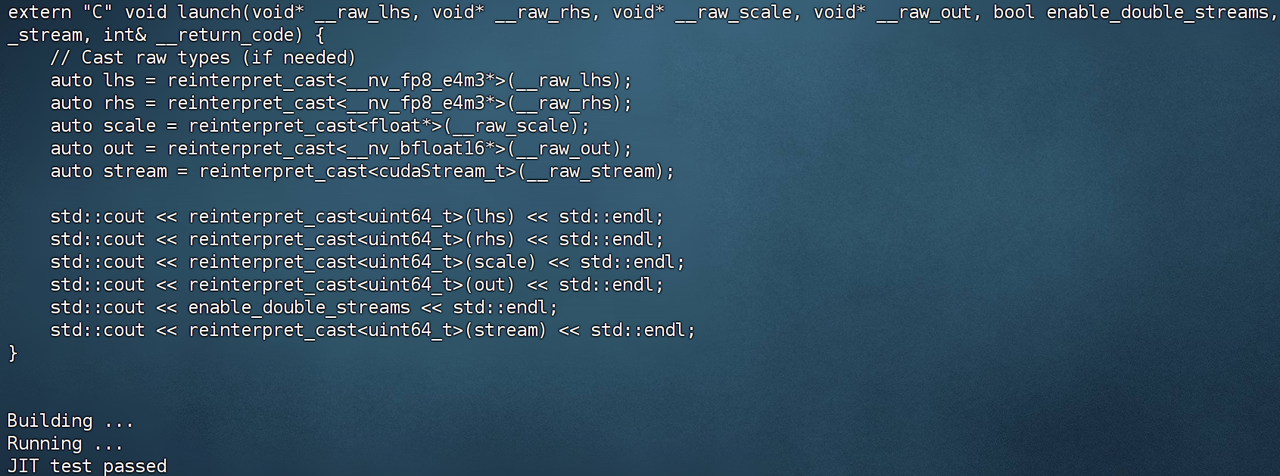 extern "C" void launch(void* __raw_lhs, void* __raw_rhs, void* __raw_scale, void* __raw_out, bool enable_double_streams,
_stream, int& __return_code) {
    // Cast raw types (if needed)
    auto lhs = reinterpret_cast<__nv_fp8_e4m3*>(__raw_lhs);
    auto rhs = reinterpret_cast<__nv_fp8_e4m3*>(__raw_rhs);
    auto scale = reinterpret_cast<float*>(__raw_scale);
    auto out = reinterpret_cast<__nv_bfloat16*>(__raw_out);
    auto stream = reinterpret_cast<cudaStream_t>(__raw_stream);

    std::cout << reinterpret_cast<uint64_t>(lhs) << std::endl;
    std::cout << reinterpret_cast<uint64_t>(rhs) << std::endl;
    std::cout << reinterpret_cast<uint64_t>(scale) << std::endl;
    std::cout << reinterpret_cast<uint64_t>(out) << std::endl;
    std::cout << enable_double_streams << std::endl;
    std::cout << reinterpret_cast<uint64_t>(stream) << std::endl;
}

Building ...
Running ...
JIT test passed